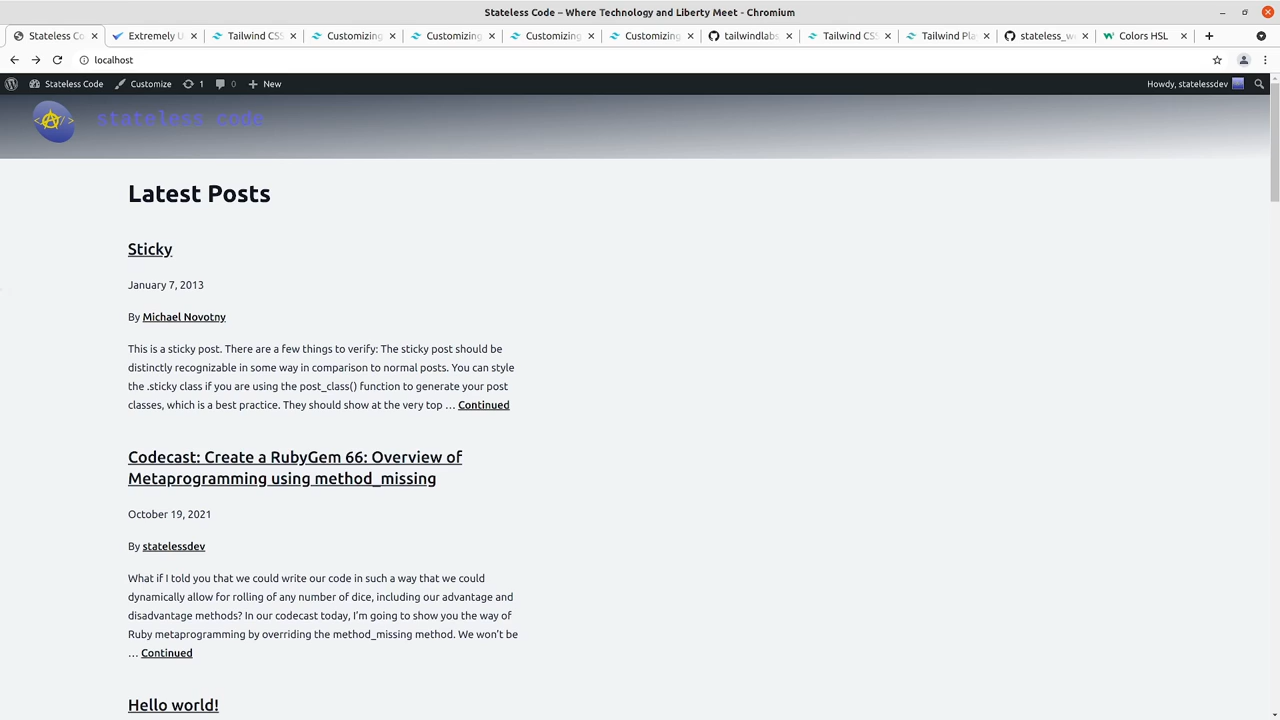 Stateless Code – Where Technology and Liberty Meet - Chromium
Stateless Co
Extremely U
Tailwind CSS
Customizing
Customizing
Customizing
Customizing
tailwindlabs
Tailwind CSS
Tailwind Pla
stateless_we
Colors HSL
localhost
Stateless Code
Customize
1
0
New
Howdy, statelessdev
</>
stateless code
Latest Posts
Sticky
January 7, 2013
By Michael Novotny
This is a sticky post. There are a few things to verify: The sticky post should be
distinctly recognizable in some way in comparison to normal posts. You can style
the .sticky class if you are using the post_class() function to generate your post
classes, which is a best practice. They should show at the very top … Continued
Codecast: Create a RubyGem 66: Overview of
Metaprogramming using method_missing
October 19, 2021
By statelessdev
What if I told you that we could write our code in such a way that we could
dynamically allow for rolling of any number of dice, including our advantage and
disadvantage methods? In our codecast today, I’m going to show you the way of
Ruby metaprogramming by overriding the method_missing method. We won’t be
… Continued
Hello world!